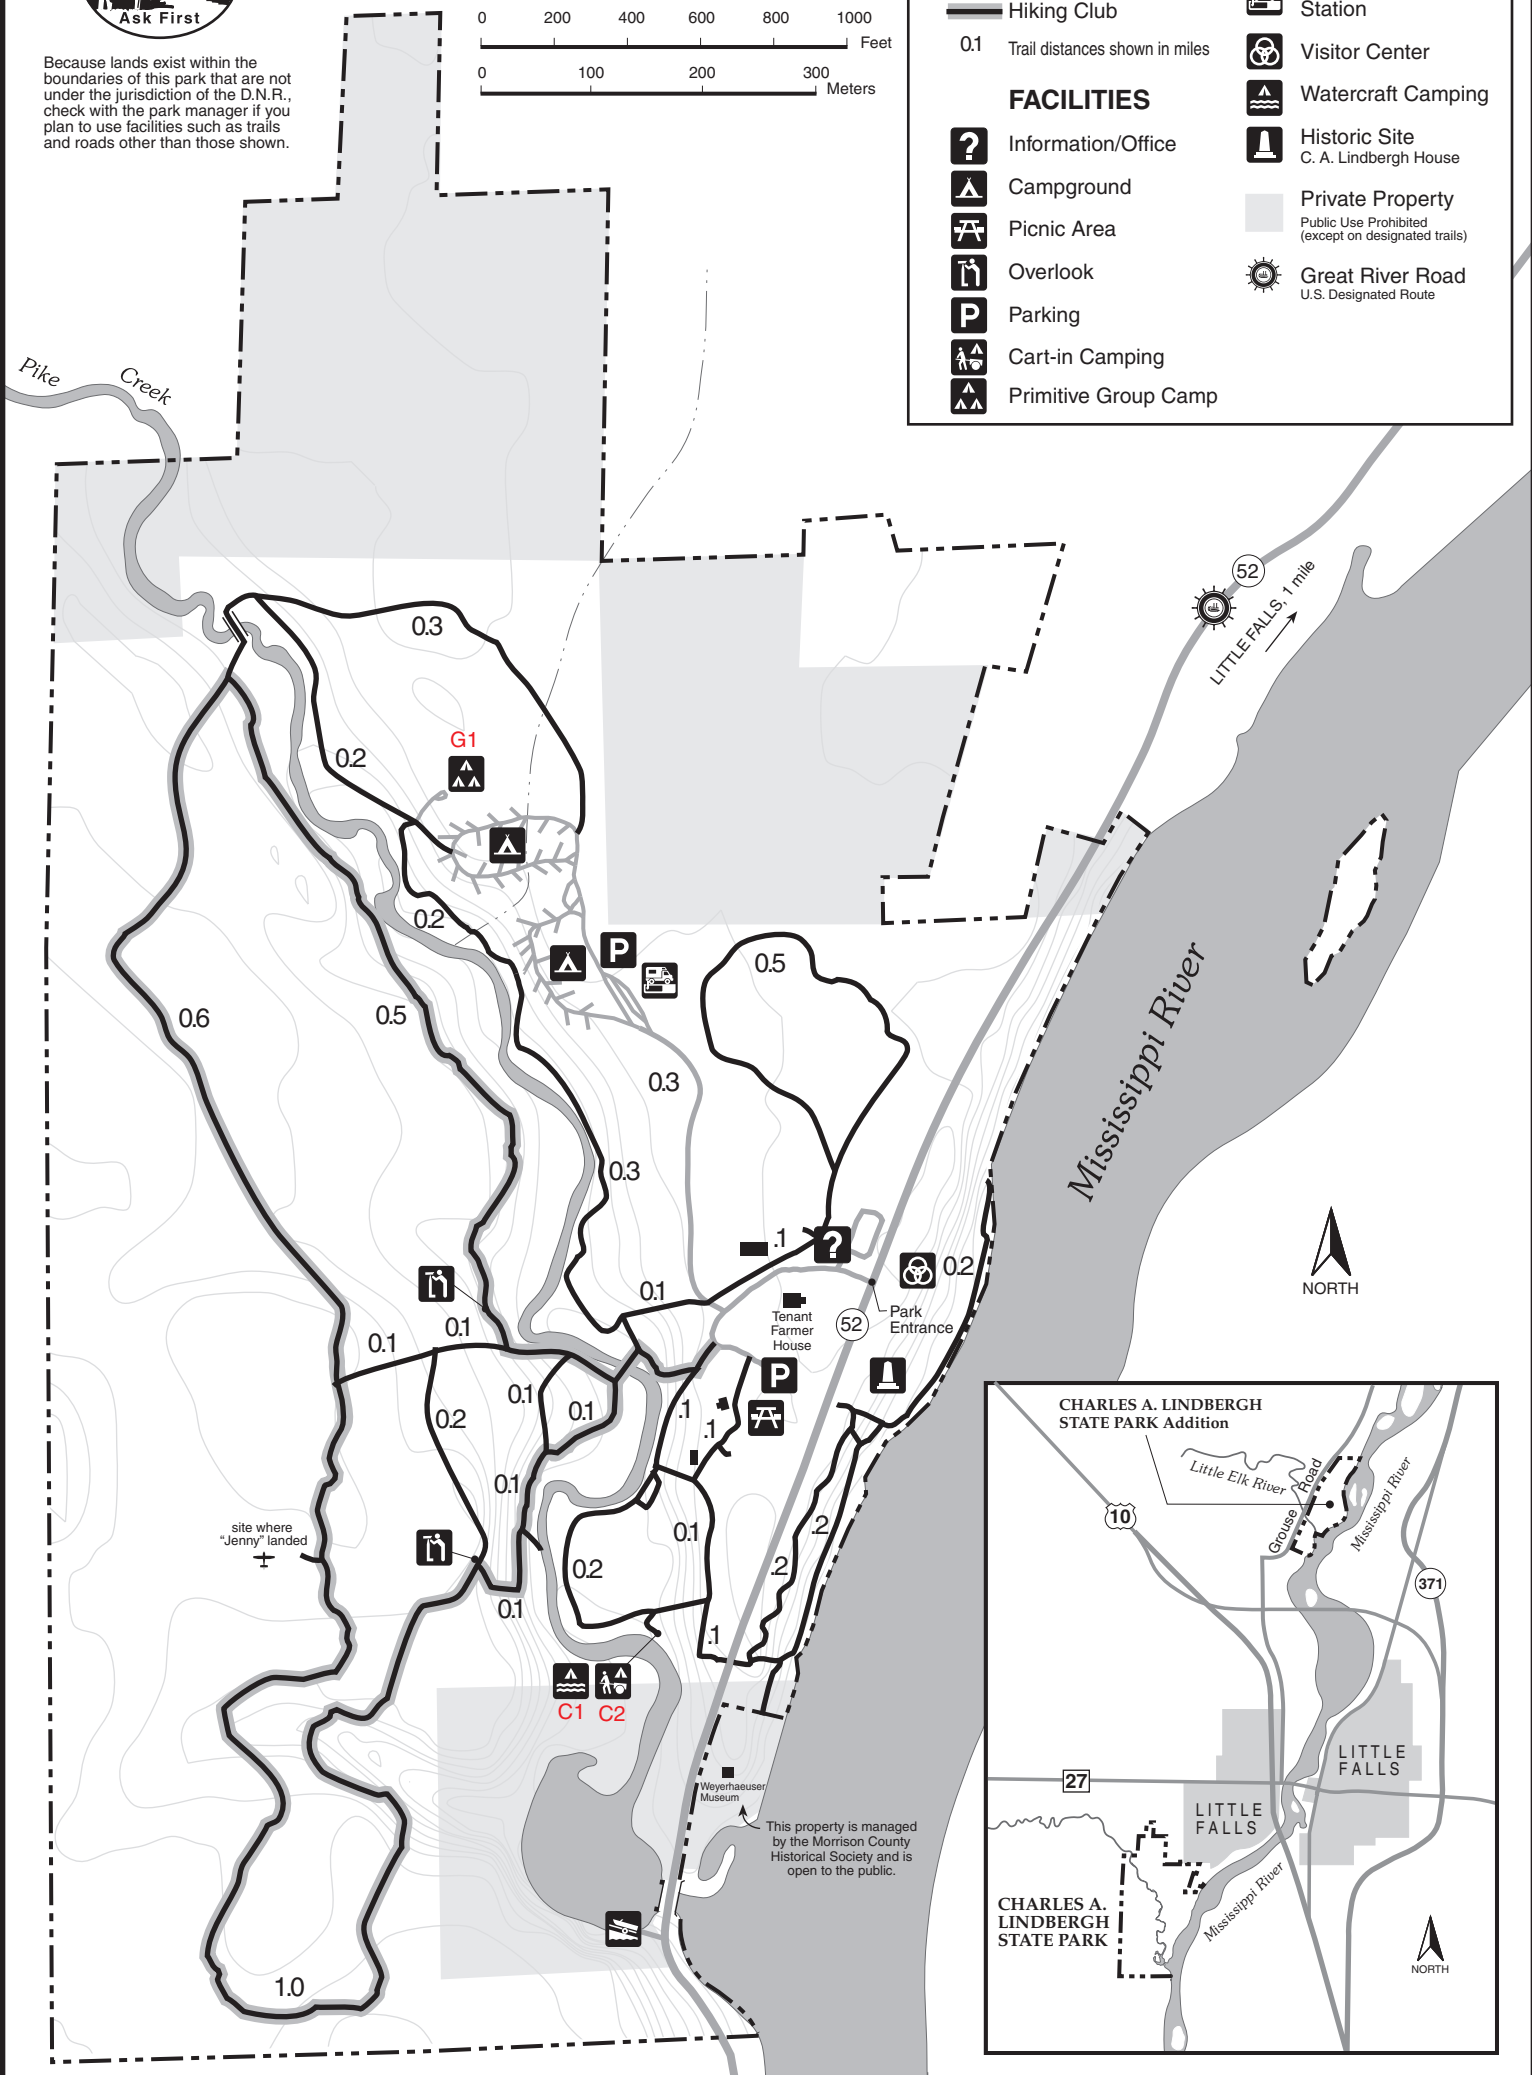 Ask First
Because lands exist within the
boundaries of this park that are not
under the jurisdiction of the D.N.R.,
check with the park manager if you
plan to use facilities such as trails
and roads other than those shown.
0 200 400 600 800 1000
Feet
0 100 200 300
Meters
Hiking Club
0.1 Trail distances shown in miles
FACILITIES
? Information/Office
Campground
Picnic Area
Overlook
P Parking
Cart-in Camping
Primitive Group Camp
Station
Visitor Center
Watercraft Camping
Historic Site
C. A. Lindbergh House
Private Property
Public Use Prohibited
(except on designated trails)
Great River Road
U.S. Designated Route
Pike Creek
52
LITTLE FALLS, 1 mile
0.3
G1
0.2
0.2
P
0.5
0.6
0.5
0.3
Mississippi River
0.3
.1
?
0.2
NORTH
0.1
Tenant
Farmer
House
52
Park
Entrance
0.1
0.1
P
0.1
0.1
0.2
.1
.1
0.1
0.1
.2
0.2
.2
site where
"Jenny" landed
0.1
.1
C1 C2
Weyerhaeuser
Museum
This property is managed
by the Morrison County
Historical Society and is
open to the public.
1.0
CHARLES A. LINDBERGH
STATE PARK Addition
Little Elk River
Grouse Road
Mississippi River
10
371
LITTLE
FALLS
27
LITTLE
FALLS
Mississippi River
CHARLES A.
LINDBERGH
STATE PARK
NORTH